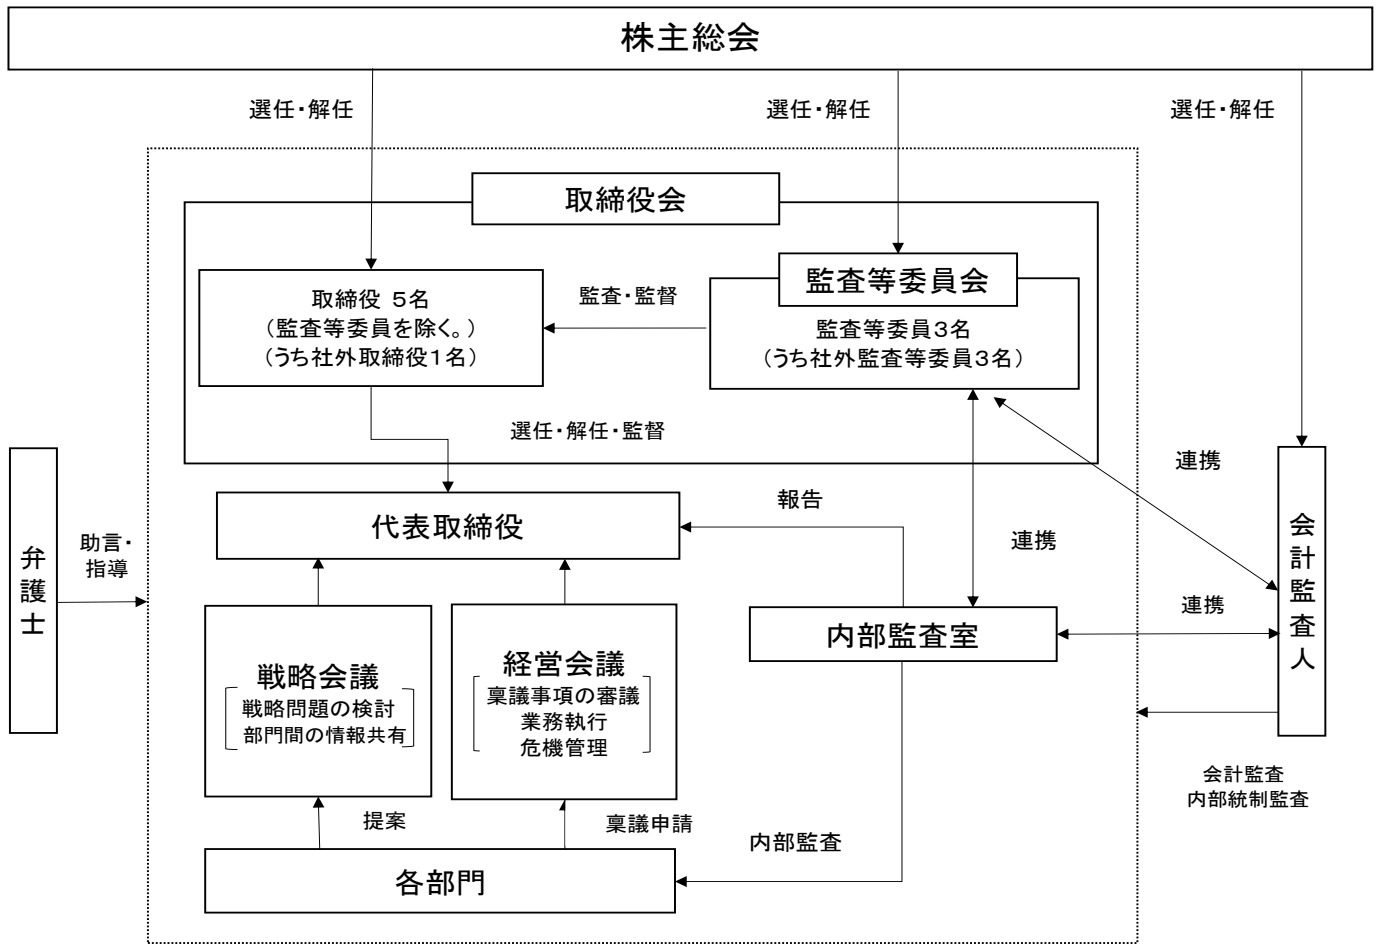 株主総会
選任・解任
選任・解任
選任・解任
取締役会
監査等委員会
取締役 5名
（監査等委員を除く。）
（うち社外取締役1名）
監査・監督
監査等委員3名
（うち社外監査等委員3名）
選任・解任・監督
連携
代表取締役
報告
連携
弁護士
助言・
指導
会計監査人
連携
内部監査室
戦略会議
戦略問題の検討
部門間の情報共有
経営会議
稟議事項の審議
業務執行
危機管理
会計監査
内部統制監査
提案
稟議申請
内部監査
各部門